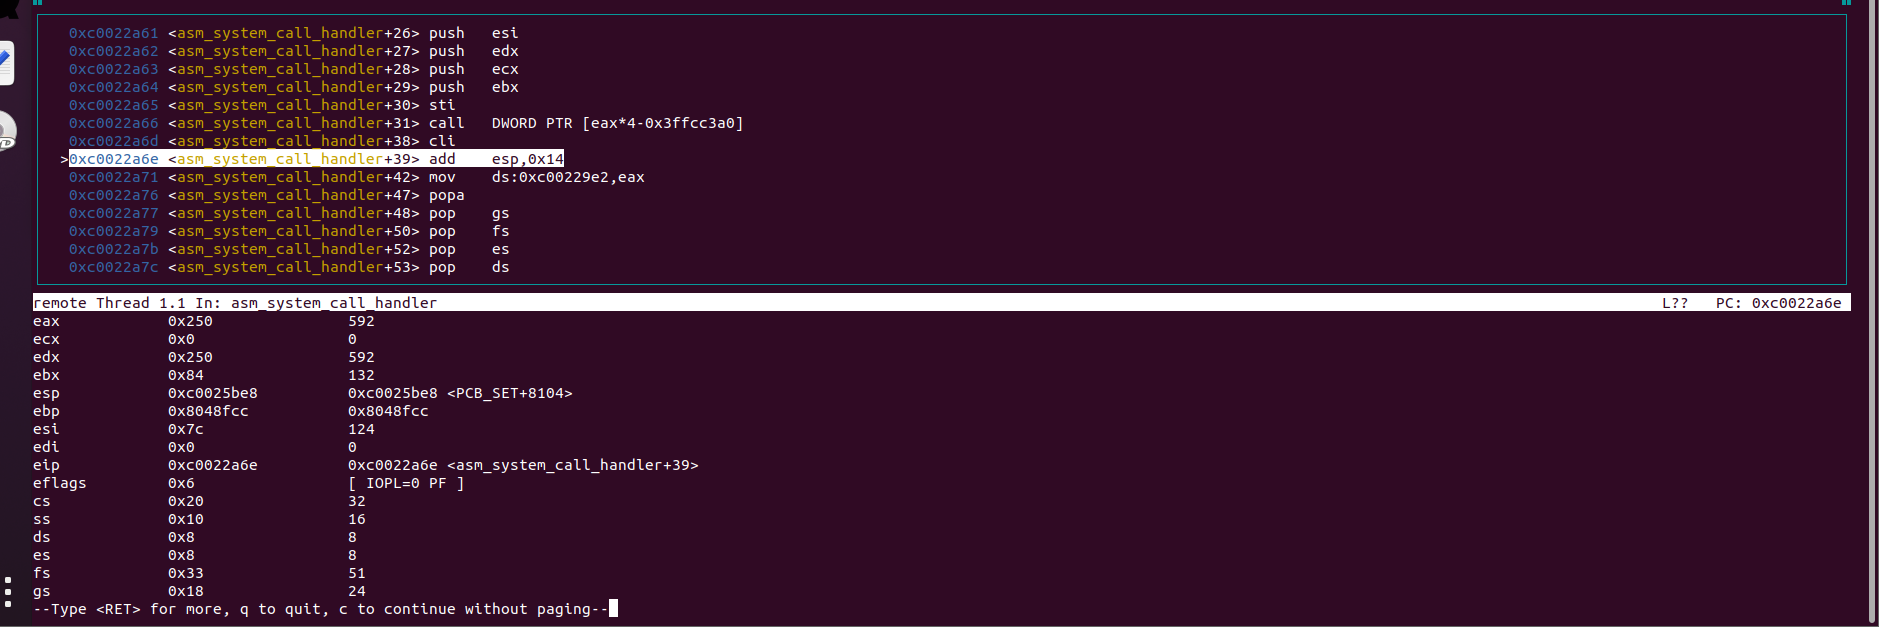 0xc0022a61 <asm_system_call_handler+26> push   esi
0xc0022a62 <asm_system_call_handler+27> push   edx
0xc0022a63 <asm_system_call_handler+28> push   ecx
0xc0022a64 <asm_system_call_handler+29> push   ebx
0xc0022a65 <asm_system_call_handler+30> sti
0xc0022a66 <asm_system_call_handler+31> call   DWORD PTR [eax*4-0x3ffcc3a0]
0xc0022a6d <asm_system_call_handler+38> cli
>0xc0022a6e <asm_system_call_handler+39> add    esp,0x14
0xc0022a71 <asm_system_call_handler+42> mov    ds:0xc00229e2,eax
0xc0022a76 <asm_system_call_handler+47> popa
0xc0022a77 <asm_system_call_handler+48> pop    gs
0xc0022a79 <asm_system_call_handler+50> pop    fs
0xc0022a7b <asm_system_call_handler+52> pop    es
0xc0022a7c <asm_system_call_handler+53> pop    ds
remote Thread 1.1 In: asm_system_call_handler L??   PC: 0xc0022a6e
eax            0x250               592
ecx            0x0                 0
edx            0x250               592
ebx            0x84                132
esp            0xc0025be8          0xc0025be8 <PCB_SET+8104>
ebp            0x8048fcc           0x8048fcc
esi            0x7c                124
edi            0x0                 0
eip            0xc0022a6e          0xc0022a6e <asm_system_call_handler+39>
eflags         0x6                 [ IOPL=0 PF ]
cs             0x20                32
ss             0x10                16
ds             0x8                 8
es             0x8                 8
fs             0x33                51
gs             0x18                24
--Type <RET> for more, q to quit, c to continue without paging--